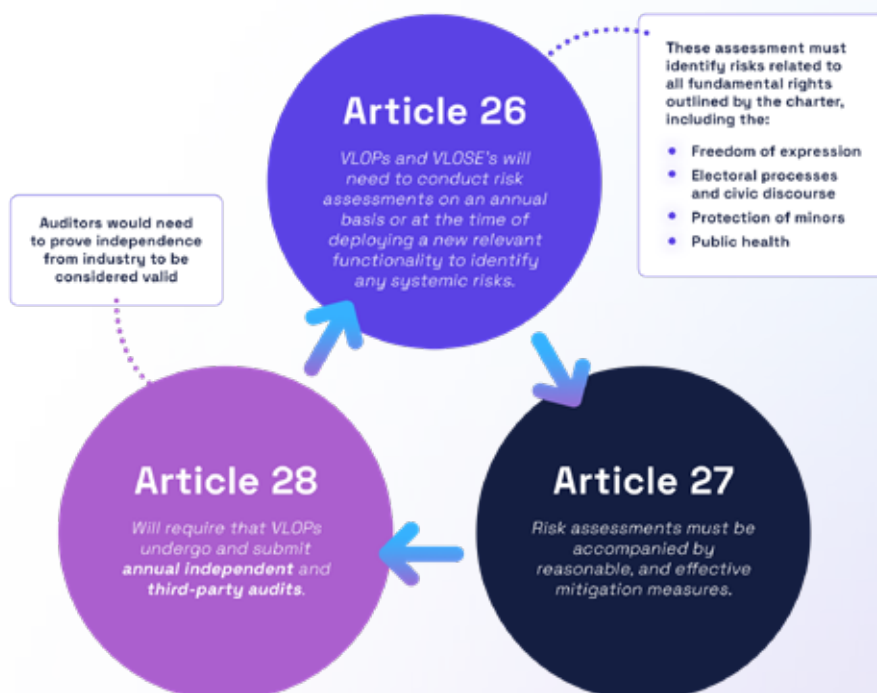 Article 26
VLOPs and VLOSE's will
need to conduct risk
assessments on an annual
basis or at the time of
deploying a new relevant
functionality to identify
any systemic risks.
These assessment must
identify risks related to
all fundamental rights
outlined by the charter,
including the:
Freedom of expression
Electoral processes
and civic discourse
Protection of minors
Public health
Auditors would need
to prove independence
from industry to be
considered valid
Article 28
Will require that VLOPs
undergo and submit
annual independent and
third-party audits.
Article 27
Risk assessments must be
accompanied by
reasonable, and effective
mitigation measures.